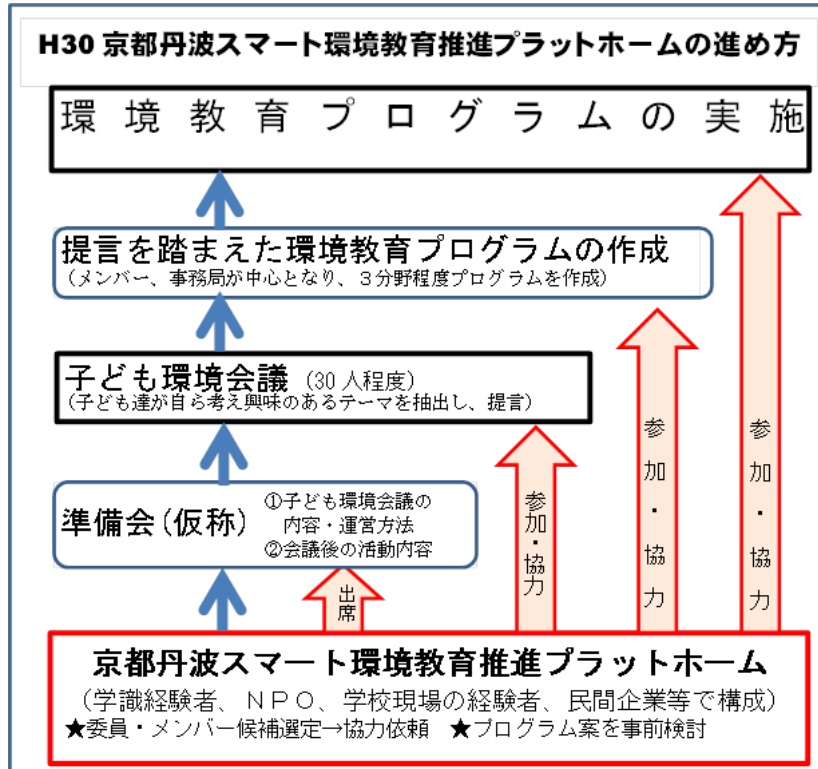 H30 京都丹波スマート環境教育推進プラットホームの進め方
環境教育プログラムの実施
提言を踏まえた環境教育プログラムの作成
（メンバー、事務局が中心となり、３分野程度プログラムを作成）
子ども環境会議（30人程度）
（子ども達が自ら考え興味のあるテーマを抽出し、提言）
準備会（仮称）
①子ども環境会議の
内容・運営方法
②会議後の活動内容
出席
参加・協力
参加・協力
参加・協力
京都丹波スマート環境教育推進プラットホーム
（学識経験者、ＮＰＯ、学校現場の経験者、民間企業等で構成）
★委員・メンバー候補選定→協力依頼　★プログラム案を事前検討